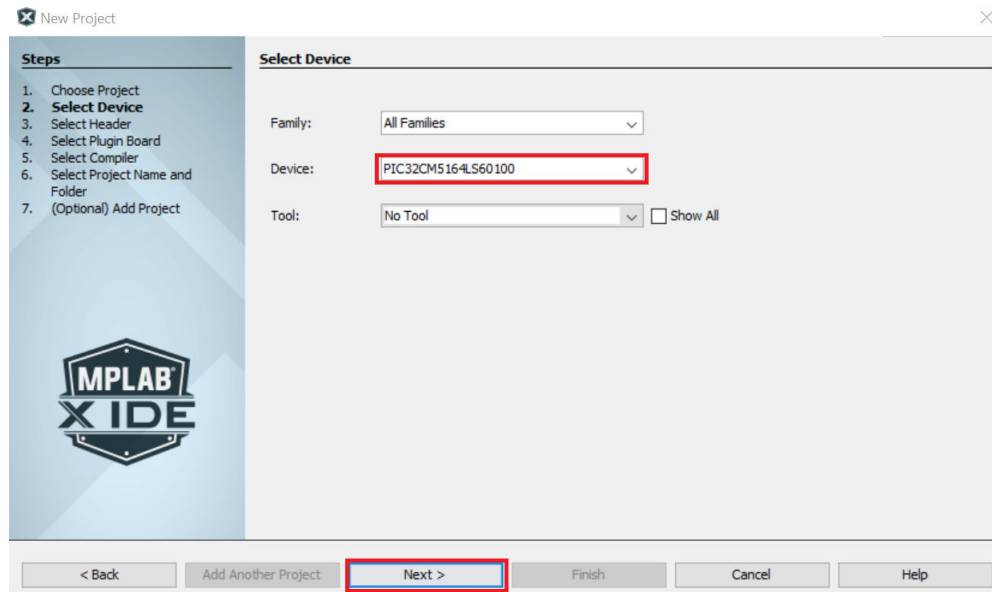 New Project
Steps
1. Choose Project
2. Select Device
3. Select Header
4. Select Plugin Board
5. Select Compiler
6. Select Project Name and
Folder
7. (Optional) Add Project
MPLAB®
X IDE
Select Device
Family: All Families
Device: PIC32CM5164LS60100
Tool: No Tool Show All
< Back Add Another Project Next > Finish Cancel Help